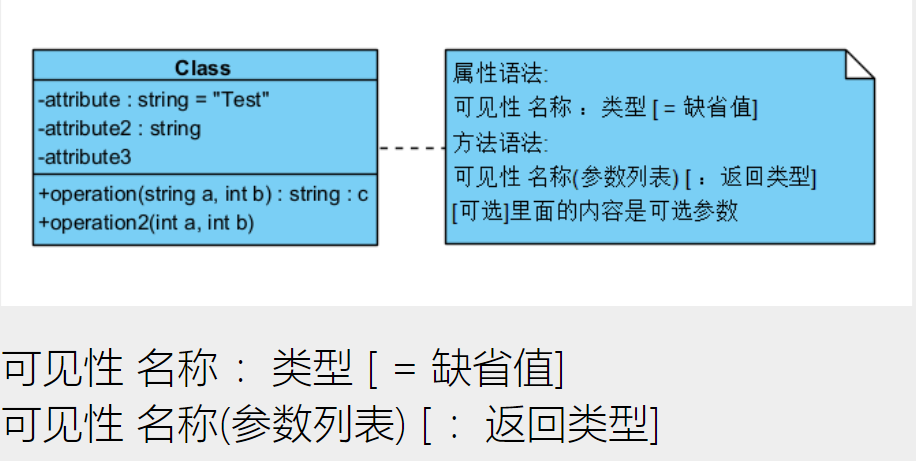 Class
-attribute : string = "Test"
-attribute2 : string
-attribute3
+operation(string a, int b) : string : c
+operation2(int a, int b)
属性语法:
可见性 名称 ：类型 [ = 缺省值]
方法语法:
可见性 名称(参数列表) [ ：返回类型]
[可选]里面的内容是可选参数
可见性 名称 ：类型 [ = 缺省值]
可见性 名称(参数列表) [ ：返回类型]